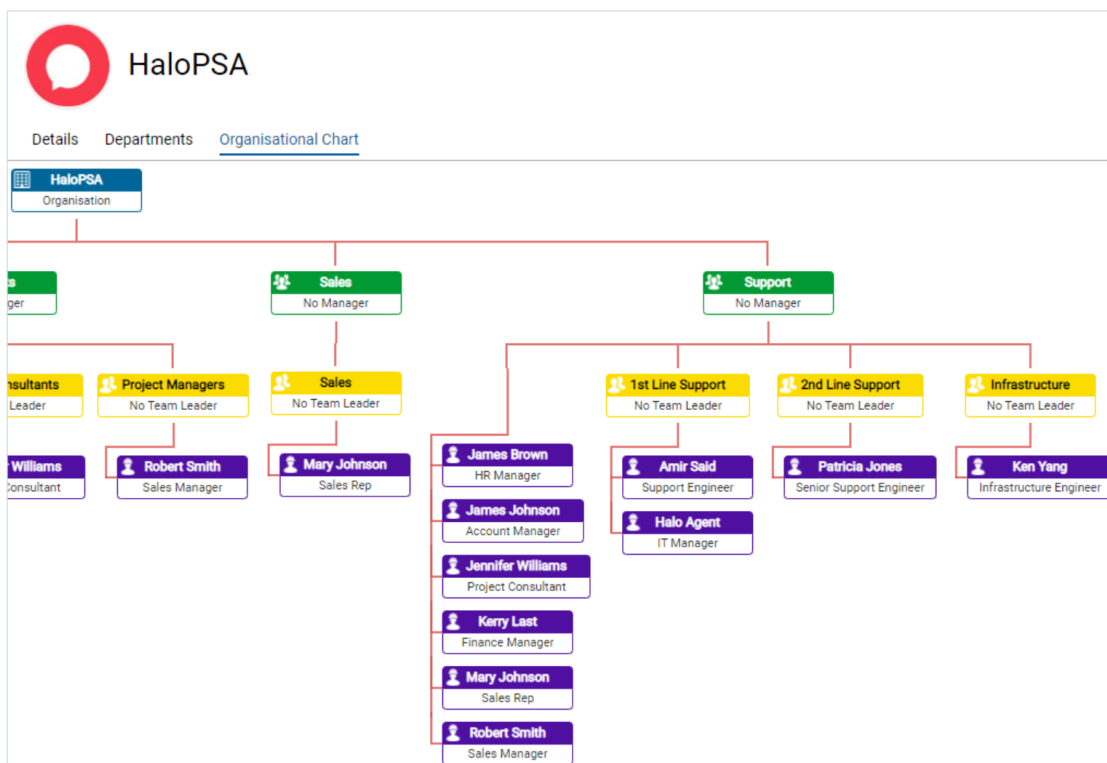 HaloPSA
Details Departments Organisational Chart
HaloPSA
Organisation
Sales
No Manager
Support
No Manager
Project Managers
No Team Leader
Sales
No Team Leader
1st Line Support
No Team Leader
2nd Line Support
No Team Leader
Infrastructure
No Team Leader
Leader
Williams
Consultant
Robert Smith
Sales Manager
Mary Johnson
Sales Rep
James Brown
HR Manager
James Johnson
Account Manager
Jennifer Williams
Project Consultant
Kerry Last
Finance Manager
Mary Johnson
Sales Rep
Robert Smith
Sales Manager
Amir Said
Support Engineer
Halo Agent
IT Manager
Patricia Jones
Senior Support Engineer
Ken Yang
Infrastructure Engineer